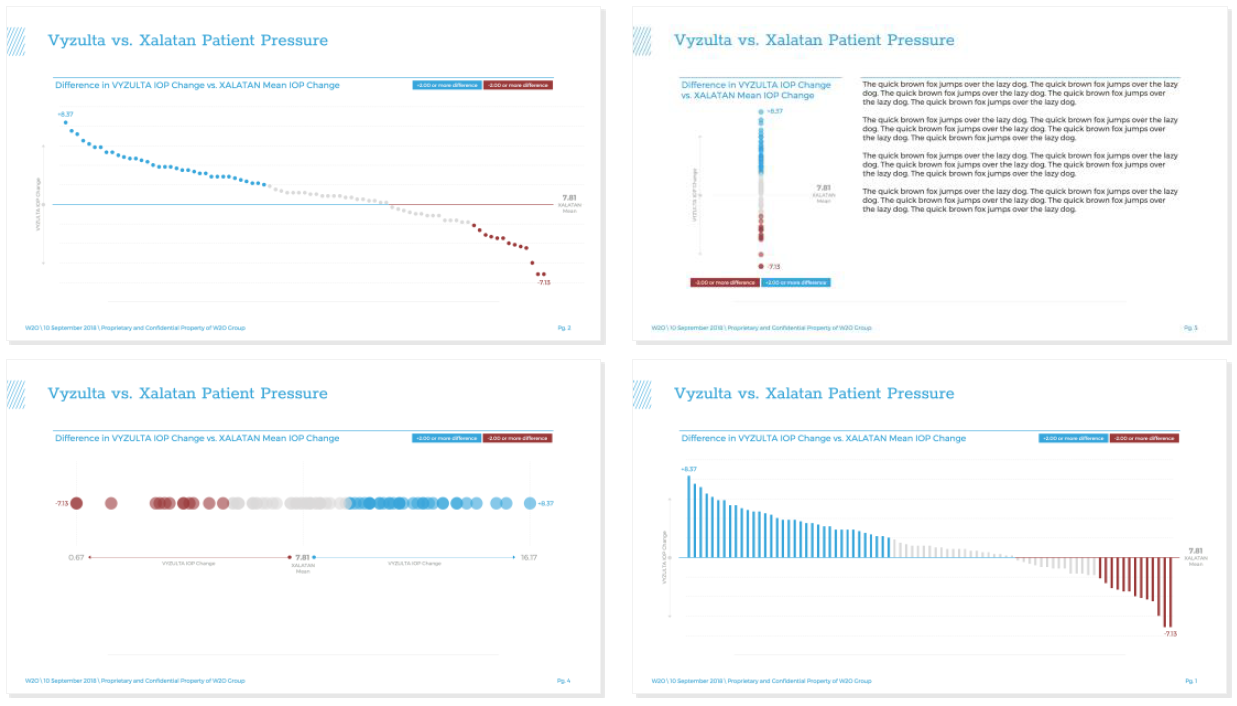 Vyzulta vs. Xalatan Patient Pressure
Difference in VYZULTA IOP Change vs. XALATAN Mean IOP Change
+3.00 or more difference
-3.00 or more difference
+8.37
VYZULTA IOP Change
0
7.81
XALATAN
Mean
-7.13
W2O \ 10 September 2018 \ Proprietary and Confidential Property of W2O Group
Pg. 2
Vyzulta vs. Xalatan Patient Pressure
Difference in VYZULTA IOP Change
vs. XALATAN Mean IOP Change
+8.37
VYZULTA IOP Change
7.81
XALATAN
Mean
-7.13
-3.00 or more difference
+3.00 or more difference
The quick brown fox jumps over the lazy dog. The quick brown fox jumps over the lazy
dog. The quick brown fox jumps over the lazy dog. The quick brown fox jumps over
the lazy dog. The quick brown fox jumps over the lazy dog.
The quick brown fox jumps over the lazy dog. The quick brown fox jumps over the lazy
dog. The quick brown fox jumps over the lazy dog. The quick brown fox jumps over
the lazy dog. The quick brown fox jumps over the lazy dog.
The quick brown fox jumps over the lazy dog. The quick brown fox jumps over the lazy
dog. The quick brown fox jumps over the lazy dog. The quick brown fox jumps over
the lazy dog. The quick brown fox jumps over the lazy dog.
The quick brown fox jumps over the lazy dog. The quick brown fox jumps over the lazy
dog. The quick brown fox jumps over the lazy dog. The quick brown fox jumps over
the lazy dog. The quick brown fox jumps over the lazy dog.
W2O \ 10 September 2018 \ Proprietary and Confidential Property of W2O Group
Pg. 3
Vyzulta vs. Xalatan Patient Pressure
Difference in VYZULTA IOP Change vs. XALATAN Mean IOP Change
+3.00 or more difference
-3.00 or more difference
-7.13
+8.37
0.67
7.81
16.17
VYZULTA IOP Change
XALATAN
Mean
VYZULTA IOP Change
W2O \ 10 September 2018 \ Proprietary and Confidential Property of W2O Group
Pg. 4
Vyzulta vs. Xalatan Patient Pressure
Difference in VYZULTA IOP Change vs. XALATAN Mean IOP Change
+3.00 or more difference
-3.00 or more difference
+8.37
VYZULTA IOP Change
7.81
XALATAN
Mean
-7.13
W2O \ 10 September 2018 \ Proprietary and Confidential Property of W2O Group
Pg. 1